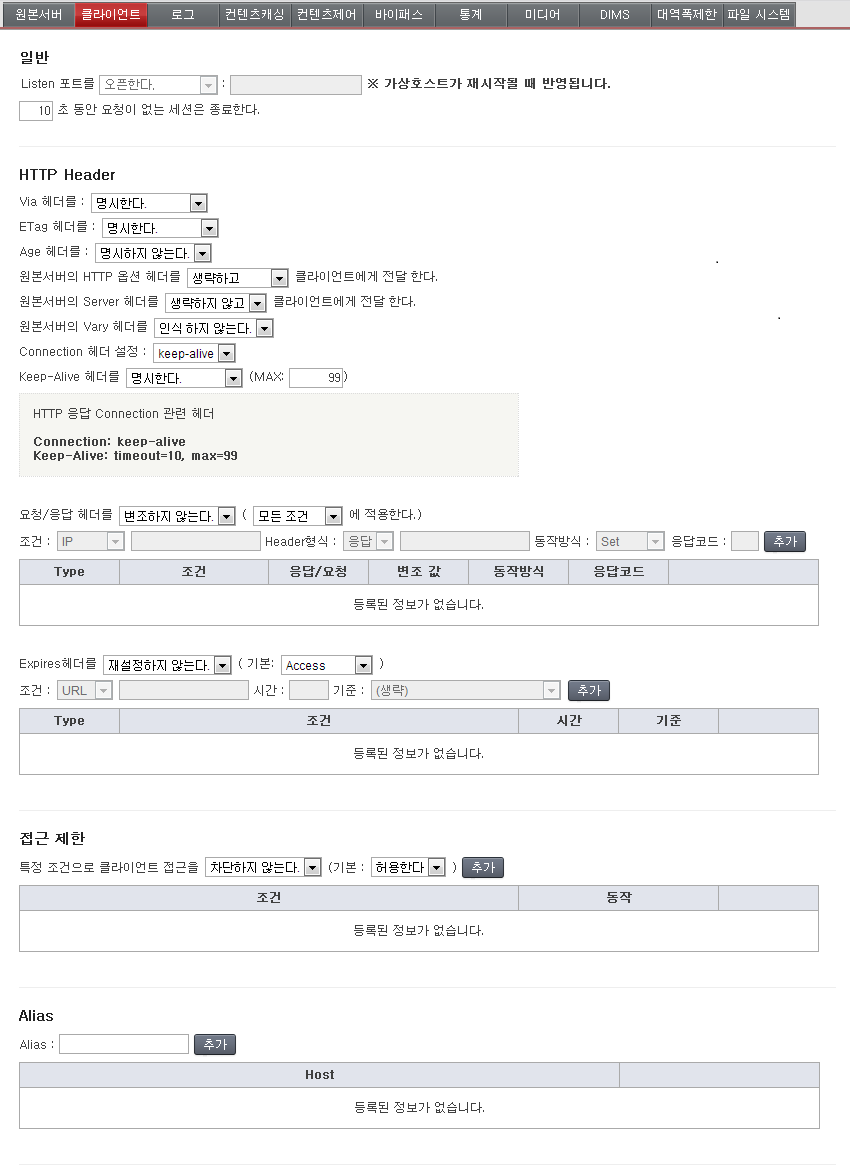 원본서버 클라이언트 로그 컨텐츠캐싱 컨텐츠제어 바이패스 통계 미디어 DIMS 대역폭제한 파일 시스템
일반
Listen 포트를 오픈한다. : ※ 가상호스트가 재시작될 때 반영됩니다.
10 초 동안 요청이 없는 세션은 종료한다.
HTTP Header
Via 헤더를 : 명시한다.
ETag 헤더를 : 명시한다.
Age 헤더를 : 명시하지 않는다.
원본서버의 HTTP 옵션 헤더를 생략하고 클라이언트에게 전달 한다.
원본서버의 Server 헤더를 생략하지 않고 클라이언트에게 전달 한다.
원본서버의 Vary 헤더를 인식 하지 않는다.
Connection 헤더 설정 : keep-alive
Keep-Alive 헤더를 명시한다. (MAX: 99)
HTTP 응답 Connection 관련 헤더
Connection: keep-alive
Keep-Alive: timeout=10, max=99
요청/응답 헤더를 변조하지 않는다. ( 모든 조건 에 적용한다.)
조건 : IP Header형식 : 응답 동작방식 : Set 응답코드 : 추가
Type 조건 응답/요청 변조 값 동작방식 응답코드
등록된 정보가 없습니다.
Expires헤더를 재설정하지 않는다. ( 기본: Access )
조건 : URL 시간 : 기준 : (생략) 추가
Type 조건 시간 기준
등록된 정보가 없습니다.
접근 제한
특정 조건으로 클라이언트 접근을 차단하지 않는다. (기본 : 허용한다 ) 추가
조건 동작
등록된 정보가 없습니다.
Alias
Alias : 추가
Host
등록된 정보가 없습니다.